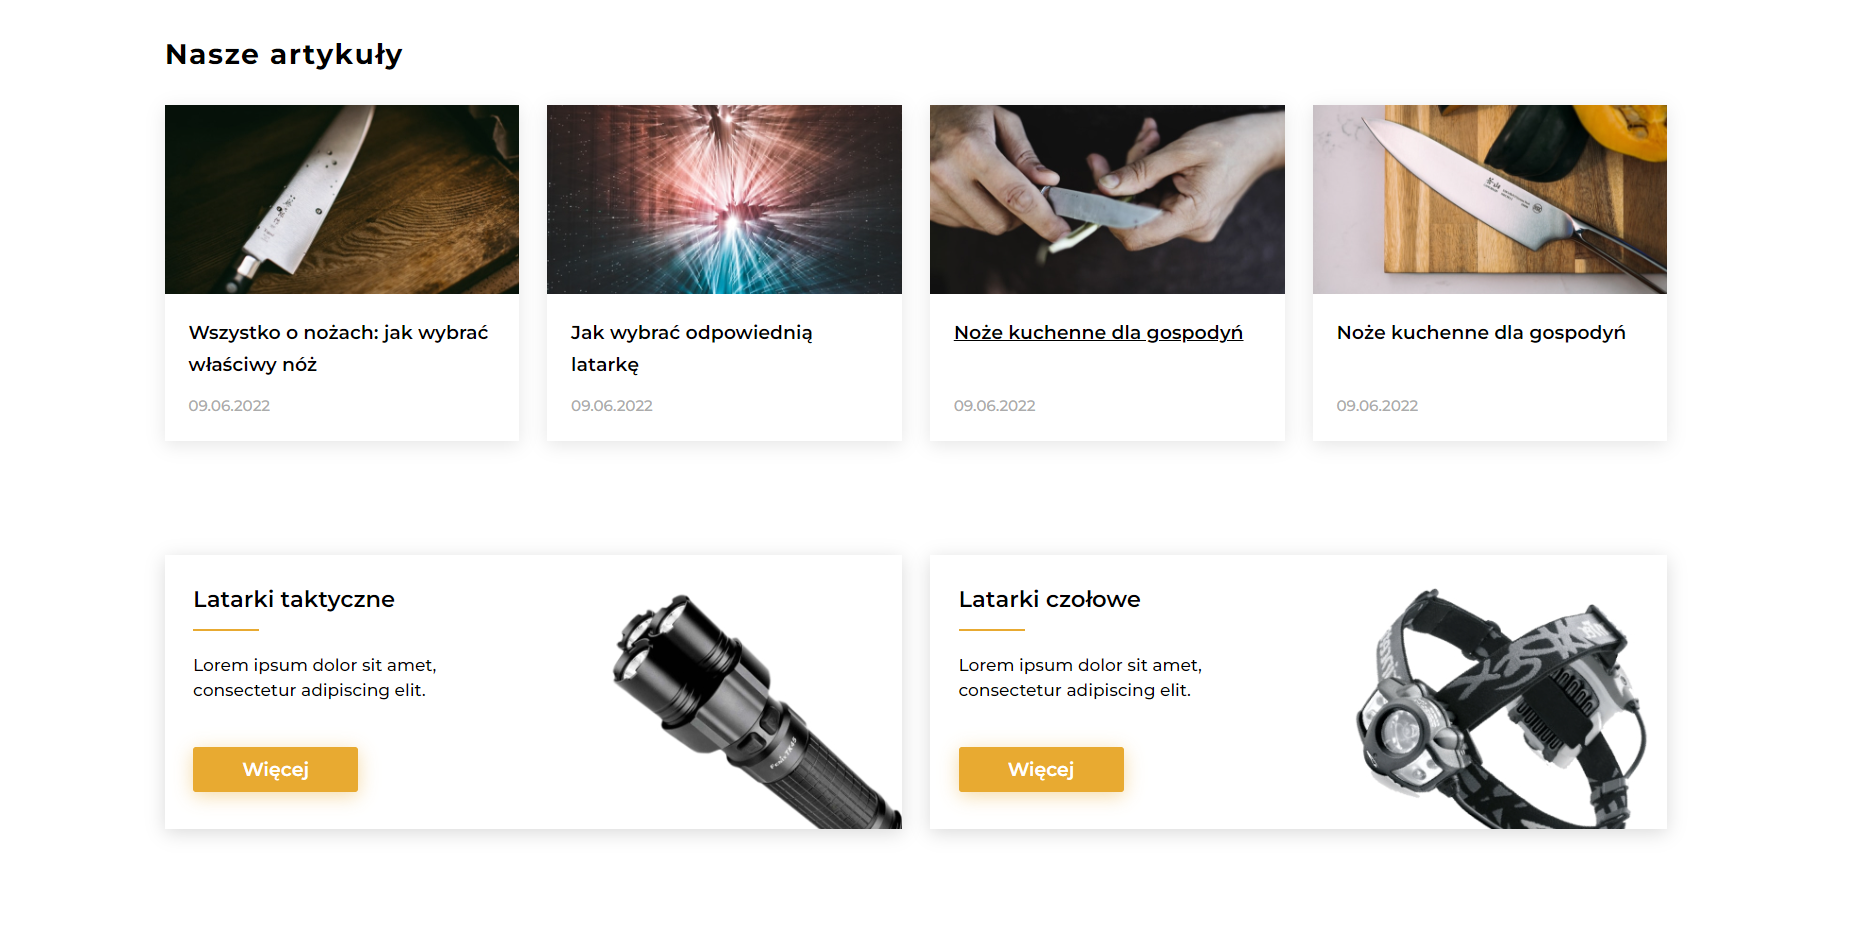 Nasze artykuły
Wszystko o nożach: jak wybrać
właściwy nóż
09.06.2022
Jak wybrać odpowiednią
latarkę
09.06.2022
Noże kuchenne dla gospodyń
09.06.2022
Noże kuchenne dla gospodyń
09.06.2022
Latarki taktyczne
Lorem ipsum dolor sit amet,
consectetur adipiscing elit.
Więcej
Latarki czołowe
Lorem ipsum dolor sit amet,
consectetur adipiscing elit.
Więcej